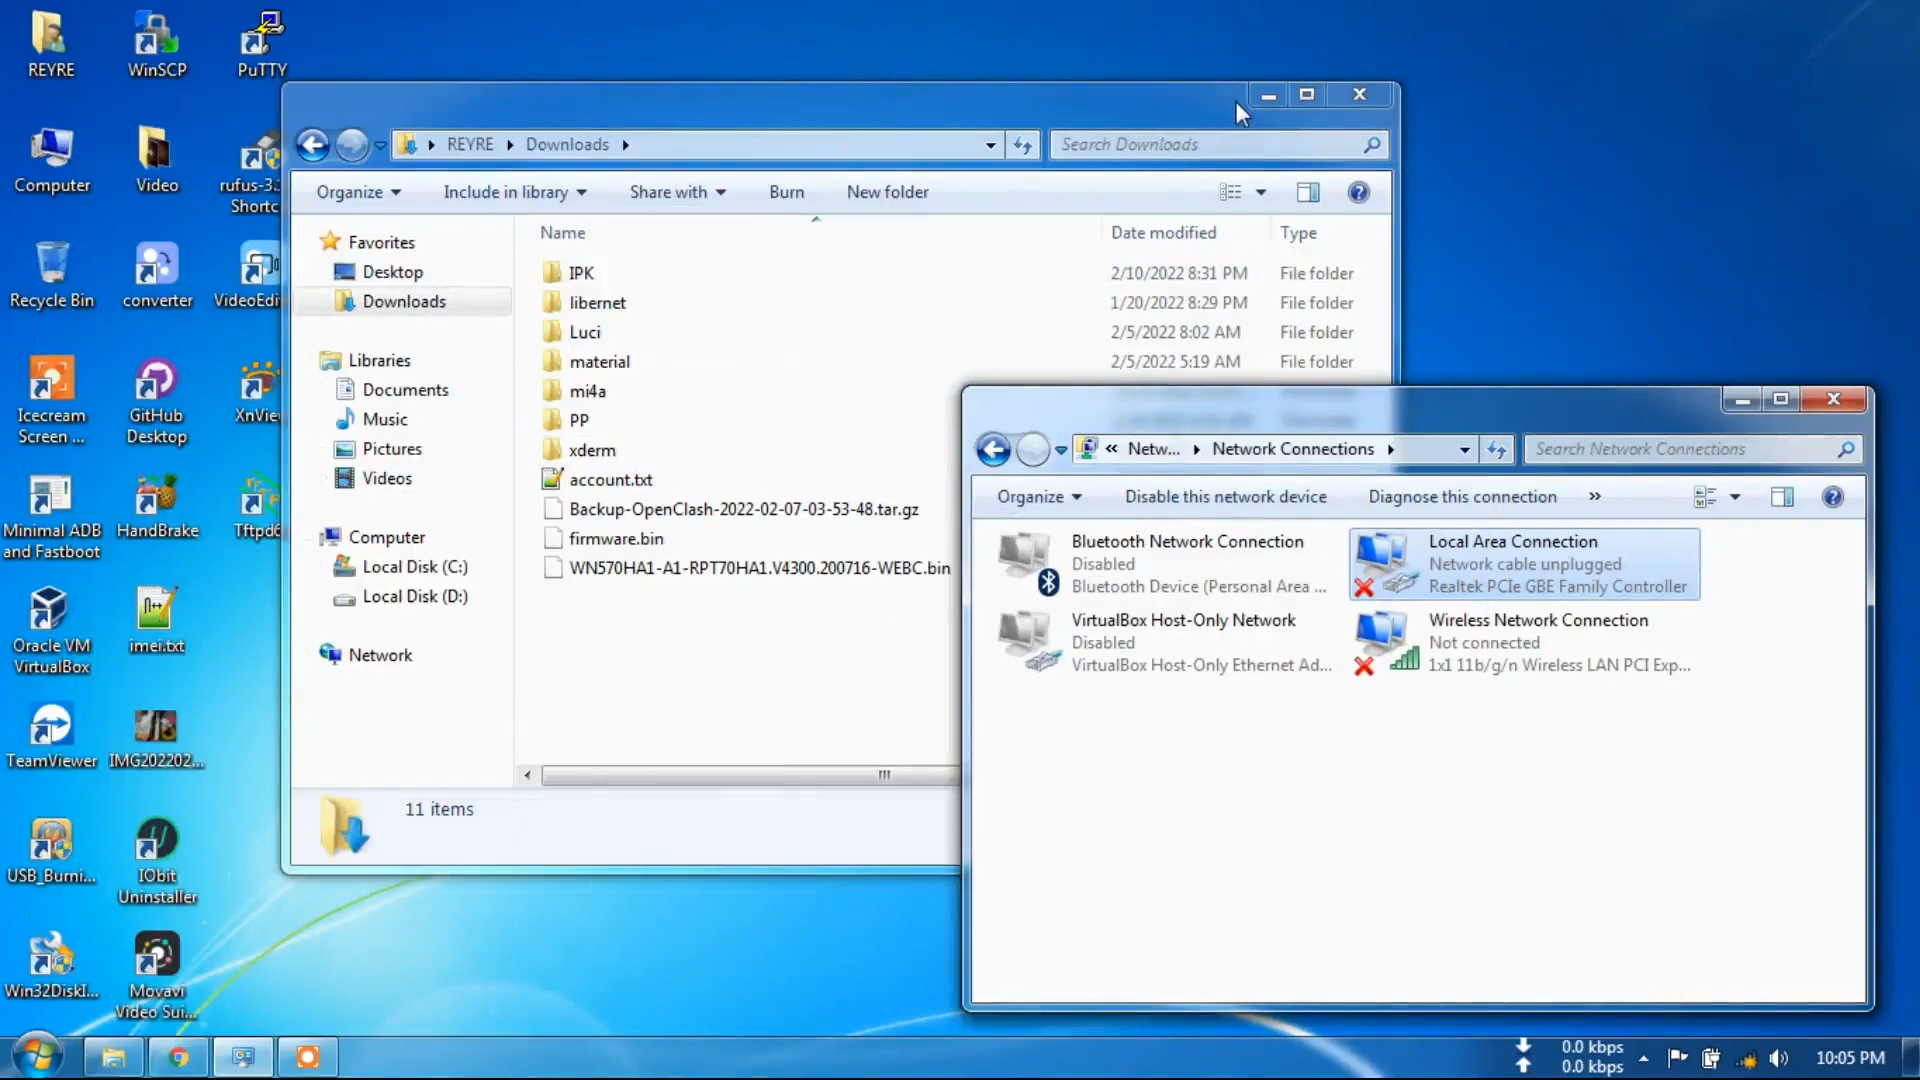 REYRE
WinSCP
PuTTY
Computer
Video
rufus-3.
Shortc
Recycle Bin
converter
VideoEdi
Icecream
Screen ...
GitHub
Desktop
XnView
Minimal ADB
and Fastboot
HandBrake
Tftpd6
Oracle VM
VirtualBox
imei.txt
TeamViewer
IMG202202...
USB_Burni...
IObit
Uninstaller
Win32DiskI...
Movavi
Video Sui...
REYRE
Downloads
Search Downloads
Organize
Include in library
Share with
Burn
New folder
Favorites
Desktop
Downloads
Libraries
Documents
Music
Pictures
Videos
Computer
Local Disk (C:)
Local Disk (D:)
Network
Name
Date modified
Type
IPK
2/10/2022 8:31 PM
File folder
libernet
1/20/2022 8:29 PM
File folder
Luci
2/5/2022 8:02 AM
File folder
material
2/5/2022 5:19 AM
File folder
mi4a
PP
xderm
account.txt
Backup-OpenClash-2022-02-07-03-53-48.tar.gz
firmware.bin
WN570HA1-A1-RPT70HA1.V4300.200716-WEBC.bin
11 items
« Netw...
Network Connections
Search Network Connections
Organize
Disable this network device
Diagnose this connection
»
Bluetooth Network Connection
Disabled
Bluetooth Device (Personal Area ...
Local Area Connection
Network cable unplugged
Realtek PCIe GBE Family Controller
VirtualBox Host-Only Network
Disabled
VirtualBox Host-Only Ethernet Ad...
Wireless Network Connection
Not connected
1x1 11b/g/n Wireless LAN PCI Exp...
0.0 kbps
0.0 kbps
10:05 PM